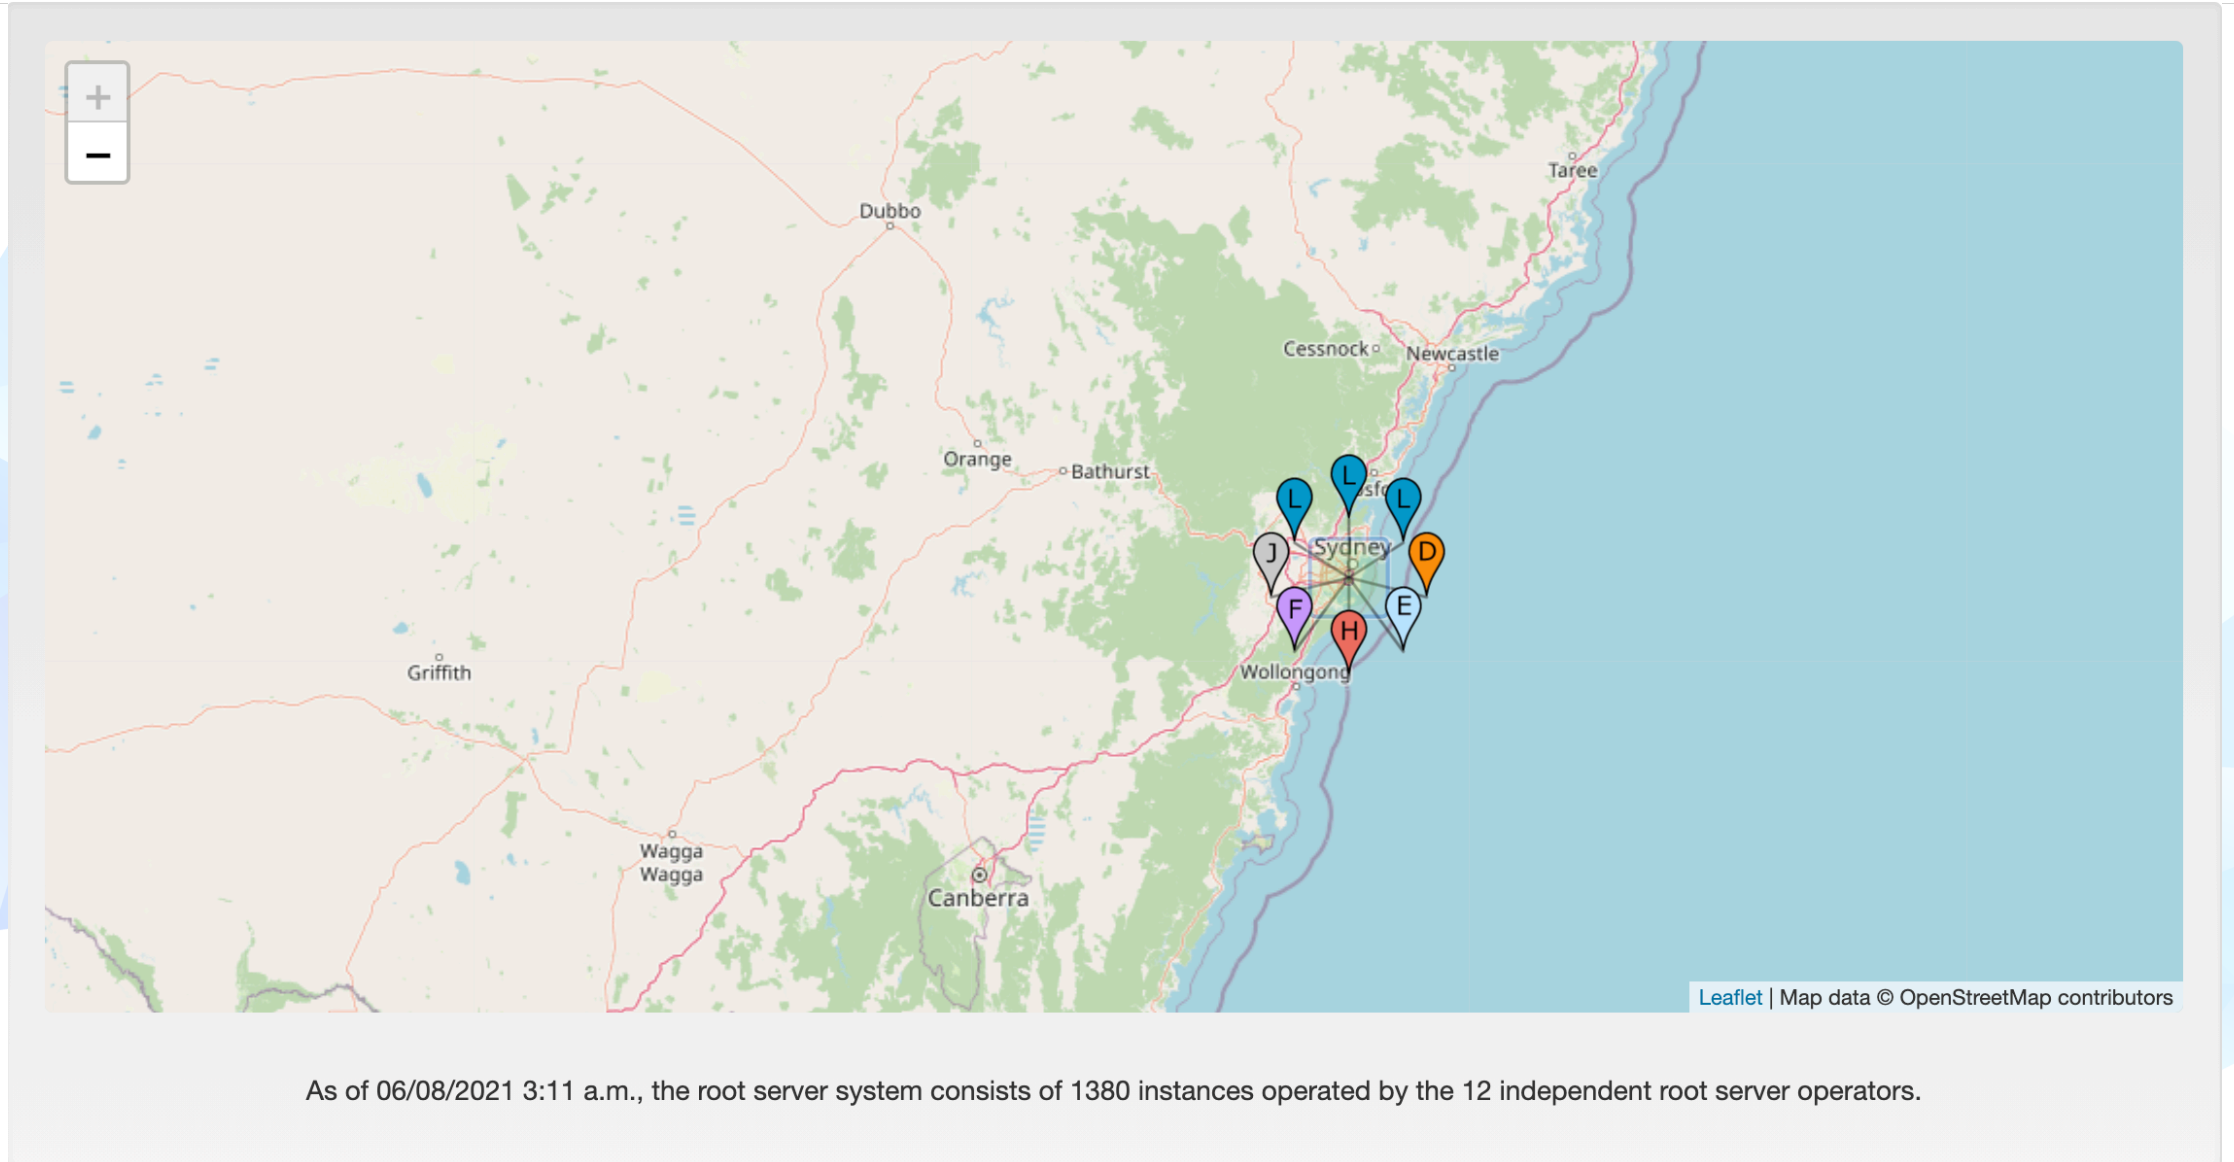 +
−
Taree
Dubbo
Cessnock
Newcastle
Orange
Bathurst
L
L
L
Sydney
J
D
F
E
H
Griffith
Wollongong
Wagga
Wagga
Canberra
Leaflet | Map data © OpenStreetMap contributors
As of 06/08/2021 3:11 a.m., the root server system consists of 1380 instances operated by the 12 independent root server operators.